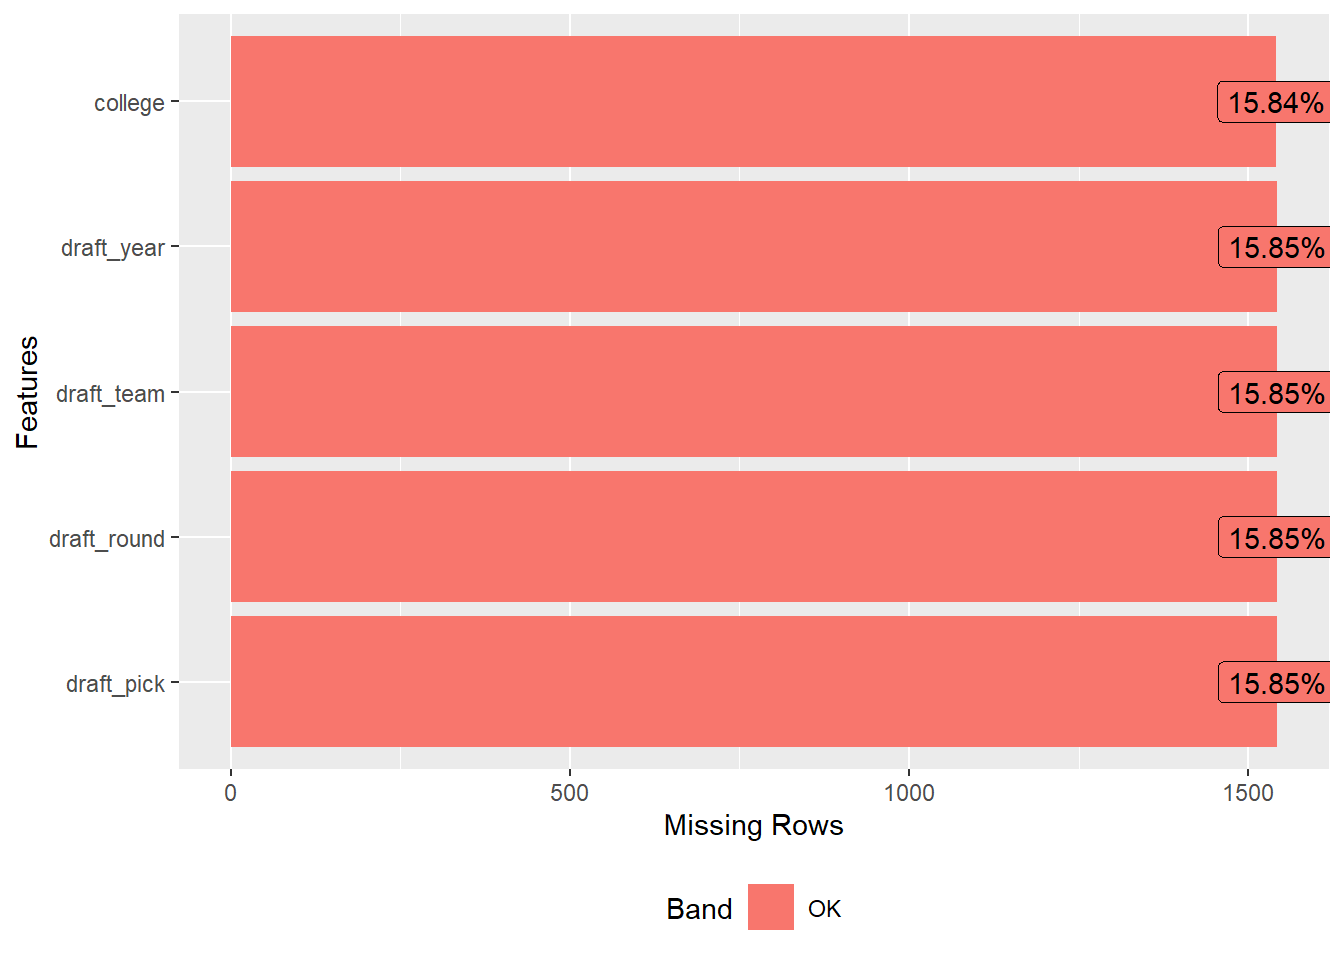 college
15.84%
draft_year
15.85%
draft_team
15.85%
draft_round
15.85%
draft_pick
15.85%
Features
0 500 1000 1500
Missing Rows
Band OK